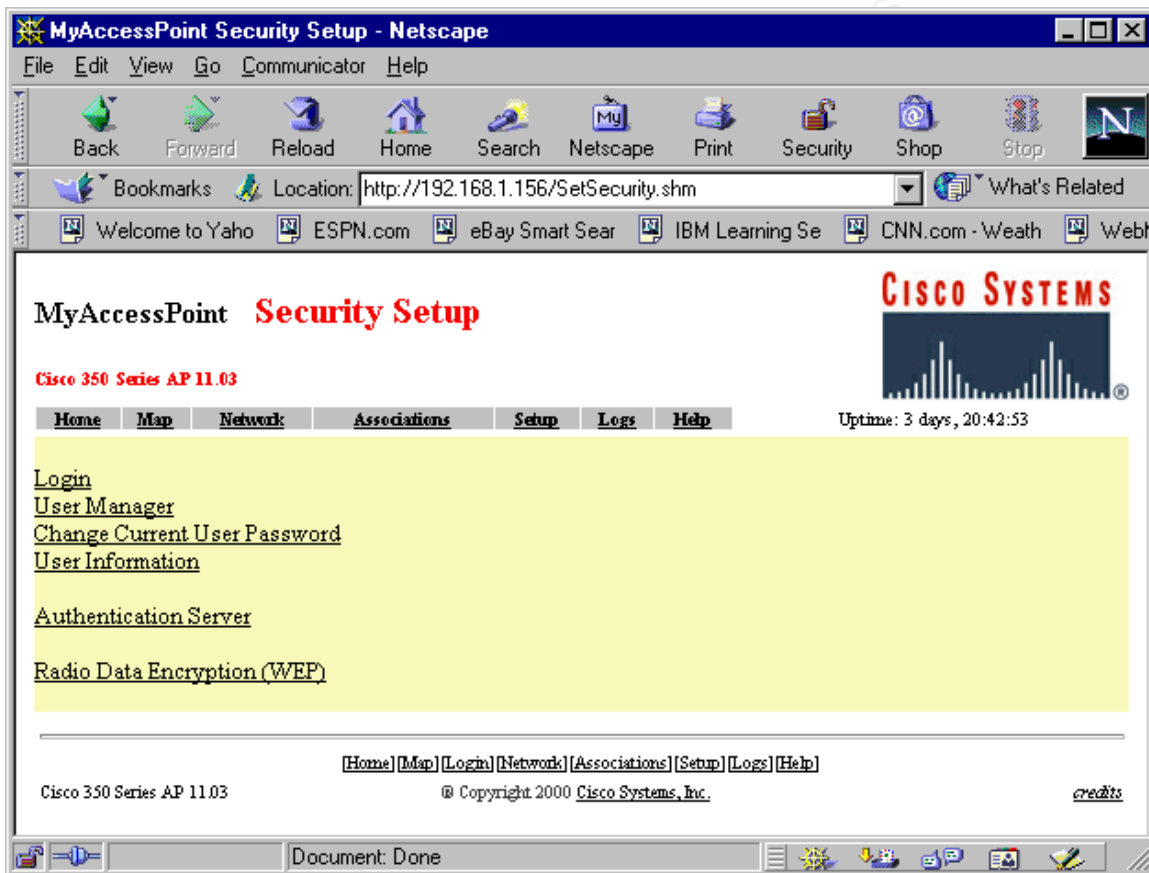 MyAccessPoint Security Setup - Netscape
File Edit View Go Communicator Help
Back Forward Reload Home Search Netscape Print Security Shop Stop
My
N
Bookmarks Location: http://192.168.1.156/SetSecurity.shm What's Related
Welcome to Yaho ESPN.com eBay Smart Sear IBM Learning Se CNN.com - Weath
MyAccessPoint Security Setup
CISCO SYSTEMS
®
Cisco 350 Series AP 11.03
Home Map Network Associations Setup Logs Help Uptime: 3 days, 20:42:53
Login
User Manager
Change Current User Password
User Information
Authentication Server
Radio Data Encryption (WEP)
[Home][Map][Login][Network][Associations][Setup][Logs][Help]
Cisco 350 Series AP 11.03 © Copyright 2000 Cisco Systems, Inc. credits
Document: Done